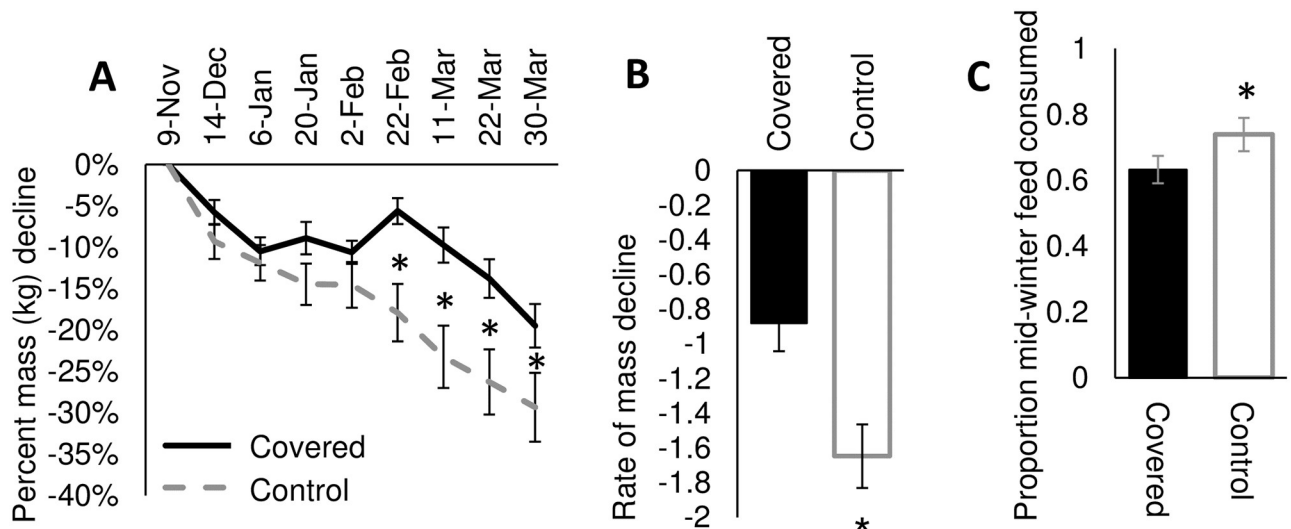 A
9-Nov
14-Dec
6-Jan
20-Jan
2-Feb
22-Feb
11-Mar
22-Mar
30-Mar
Percent mass (kg) decline
0%
-5%
-10%
-15%
-20%
-25%
-30%
-35%
-40%
*
*
*
*
Covered
Control
B
Covered
Control
Rate of mass decline
0
-0.2
-0.4
-0.6
-0.8
-1
-1.2
-1.4
-1.6
-1.8
-2
*
C
Proportion mid-winter feed consumed
1
0.8
0.6
0.4
0.2
0
*
Covered
Control